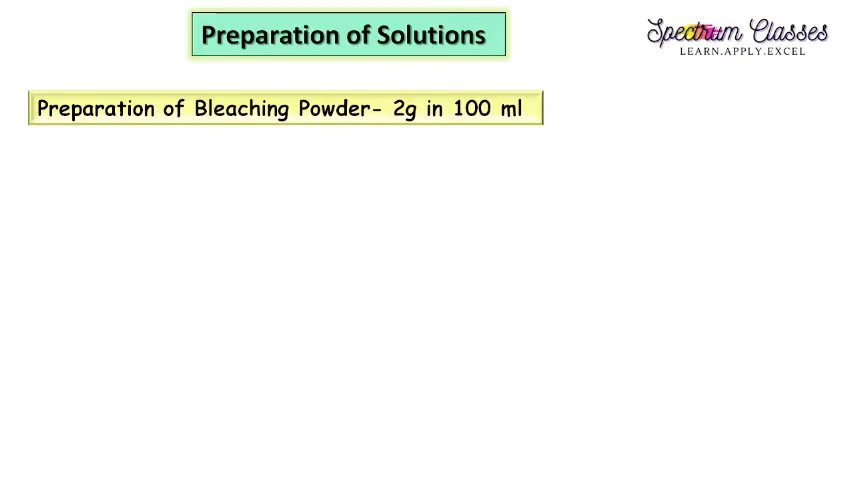 Preparation of Solutions
Spectrum Classes
LEARN.APPLY.EXCEL
Preparation of Bleaching Powder- 2g in 100 ml